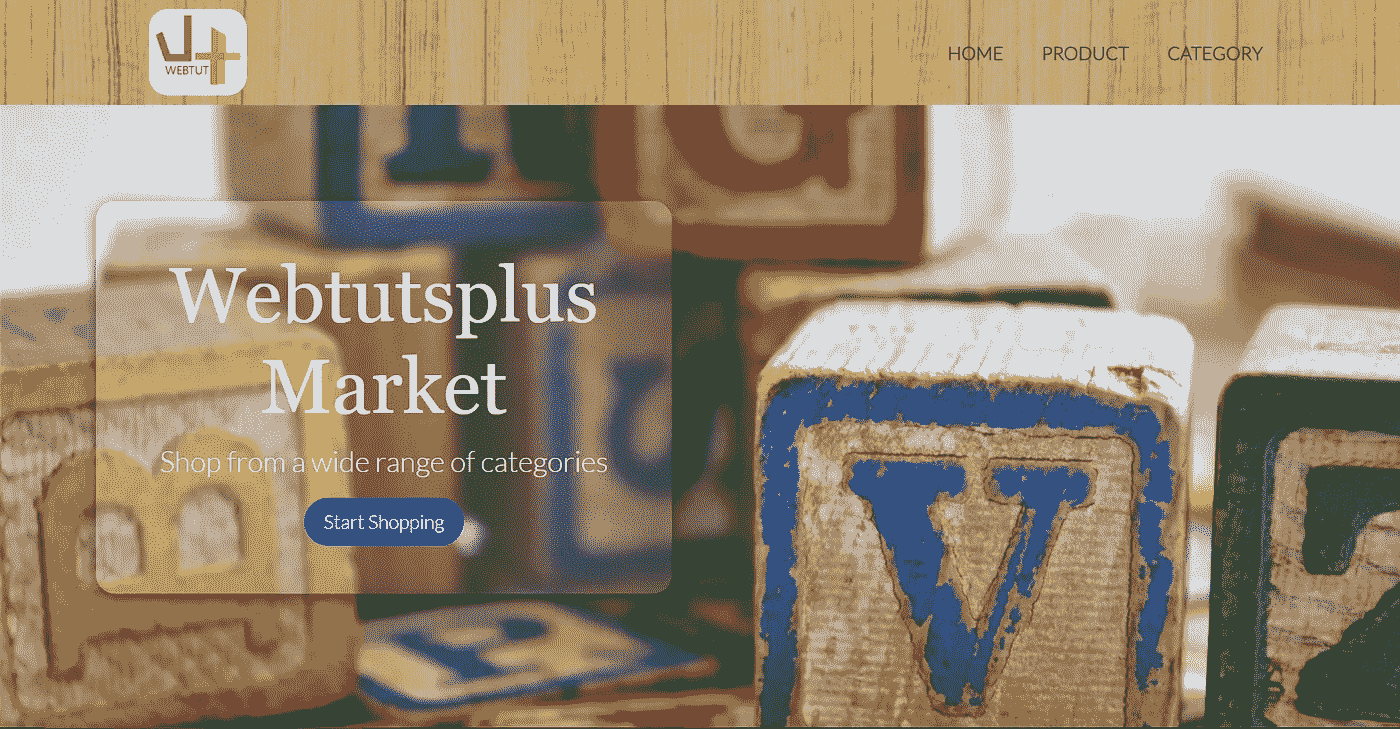 WEBTUT
HOME PRODUCT CATEGORY
I G
Webtutsplus
Market
Shop from a wide range of categories
Start Shopping
B
V